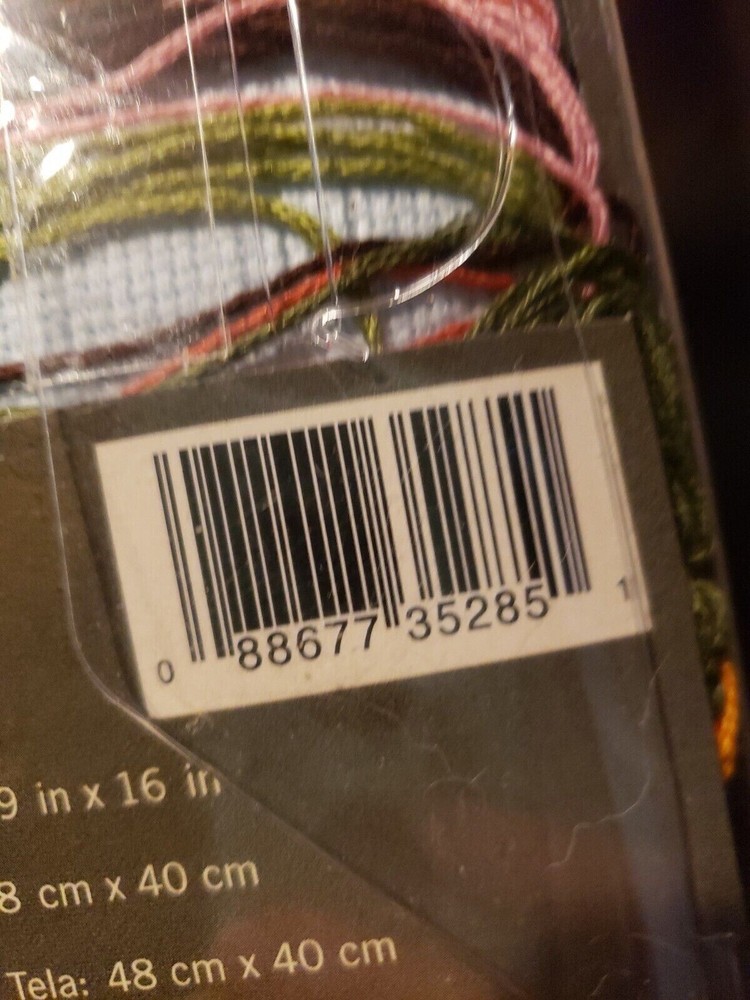 0 88677 35285 1
9 in x 16 in
8 cm x 40 cm
Tela: 48 cm x 40 cm